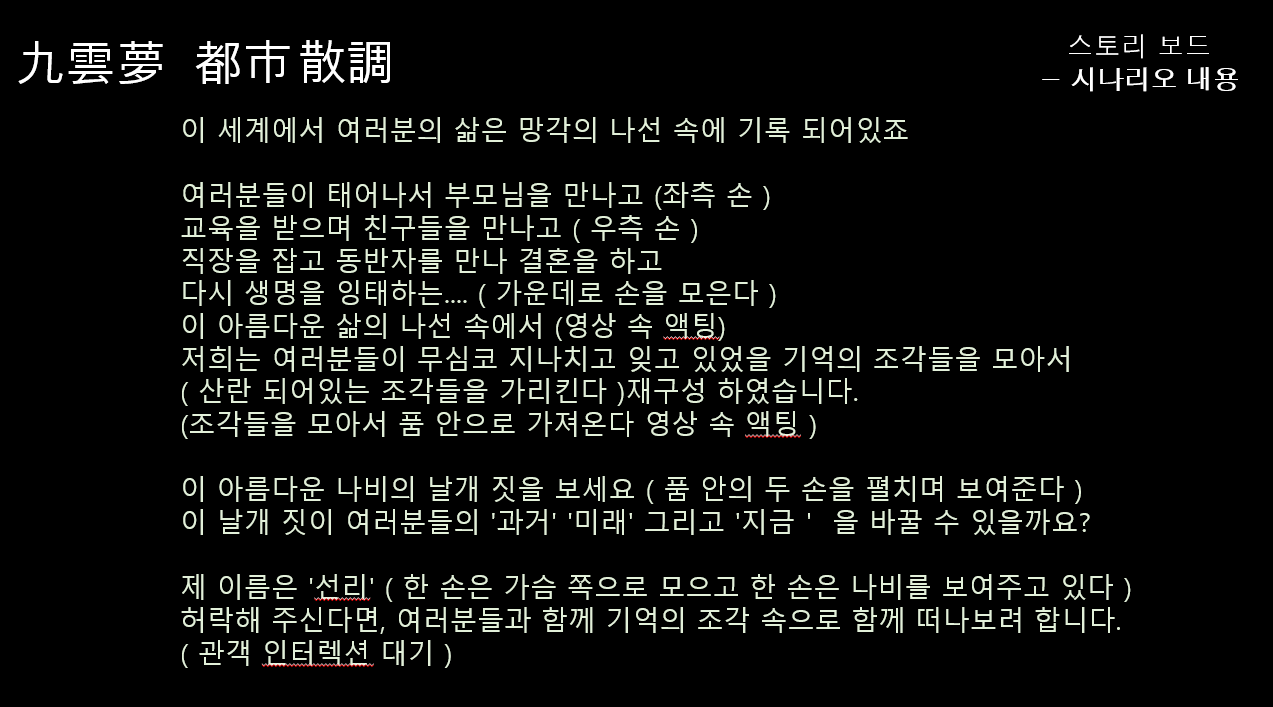 九雲夢 都市散調
스토리 보드
– 시나리오 내용
이 세계에서 여러분의 삶은 망각의 나선 속에 기록 되어있죠
여러분들이 태어나서 부모님을 만나고 (좌측 손 )
교육을 받으며 친구들을 만나고 ( 우측 손 )
직장을 잡고 동반자를 만나 결혼을 하고
다시 생명을 잉태하는.... ( 가운데로 손을 모은다 )
이 아름다운 삶의 나선 속에서 (영상 속 액팅)
저희는 여러분들이 무심코 지나치고 잊고 있었을 기억의 조각들을 모아서
( 산란 되어있는 조각들을 가리킨다 )재구성 하였습니다.
(조각들을 모아서 품 안으로 가져온다 영상 속 액팅 )
이 아름다운 나비의 날개 짓을 보세요 ( 품 안의 두 손을 펼치며 보여준다 )
이 날개 짓이 여러분들의 '과거' '미래' 그리고 '지금 ' 을 바꿀 수 있을까요?
제 이름은 '선리' ( 한 손은 가슴 쪽으로 모으고 한 손은 나비를 보여주고 있다 )
허락해 주신다면, 여러분들과 함께 기억의 조각 속으로 함께 떠나보려 합니다.
( 관객 인터렉션 대기 )